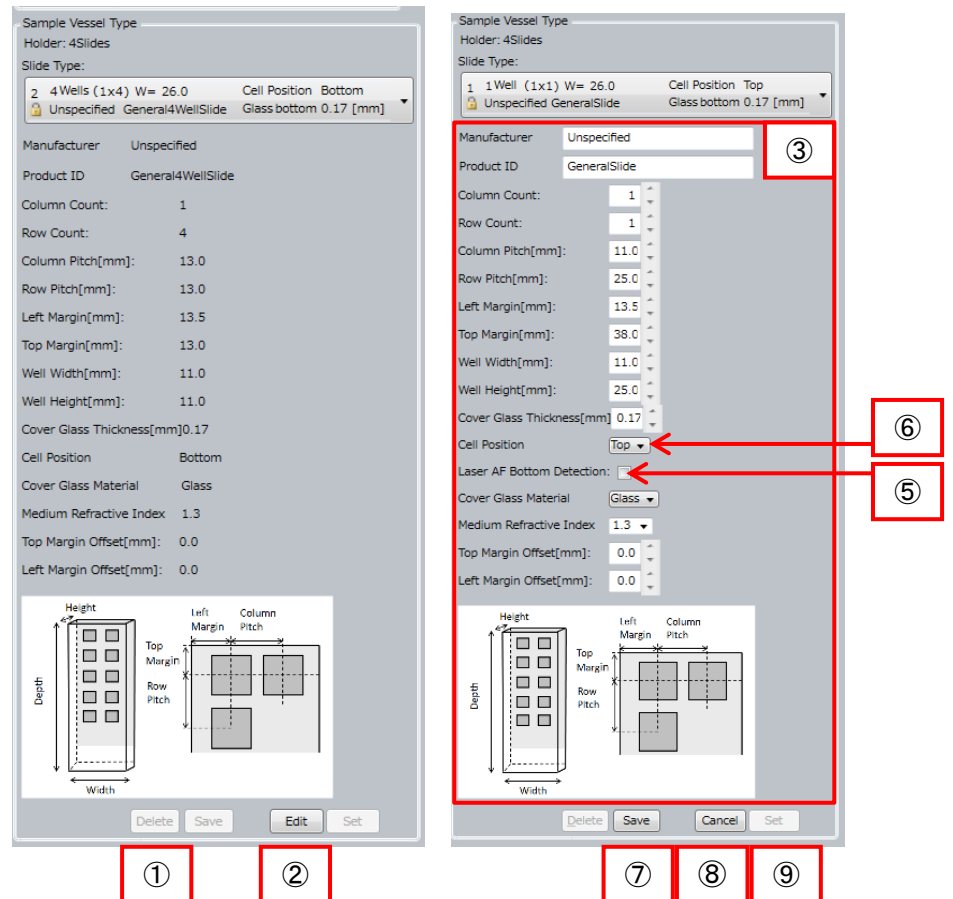 Sample Vessel Type
Holder: 4Slides
Slide Type:
2 4 Wells (1x4) W= 26.0 Cell Position Bottom
Unspecified General4WellSlide Glass bottom 0.17 [mm]
Manufacturer Unspecified
Product ID General4WellSlide
Column Count: 1
Row Count: 4
Column Pitch[mm]: 13.0
Row Pitch[mm]: 13.0
Left Margin[mm]: 13.5
Top Margin[mm]: 13.0
Well Width[mm]: 11.0
Well Height[mm]: 11.0
Cover Glass Thickness[mm]0.17
Cell Position Bottom
Cover Glass Material Glass
Medium Refractive Index 1.3
Top Margin Offset[mm]: 0.0
Left Margin Offset[mm]: 0.0
Height
Left Margin
Column Pitch
Top Margin
Row Pitch
Depth
Width
Delete Save Edit Set
① ②
Sample Vessel Type
Holder: 4Slides
Slide Type:
1 1 Well (1x1) W= 26.0 Cell Position Top
Unspecified GeneralSlide Glass bottom 0.17 [mm]
③
Manufacturer Unspecified
Product ID GeneralSlide
Column Count: 1
Row Count: 1
Column Pitch[mm]: 11.0
Row Pitch[mm]: 25.0
Left Margin[mm]: 13.5
Top Margin[mm]: 38.0
Well Width[mm]: 11.0
Well Height[mm]: 25.0
Cover Glass Thickness[mm] 0.17
Cell Position Top ⑥
Laser AF Bottom Detection: ⑤
Cover Glass Material Glass
Medium Refractive Index 1.3
Top Margin Offset[mm]: 0.0
Left Margin Offset[mm]: 0.0
Height
Left Margin
Column Pitch
Top Margin
Row Pitch
Depth
Width
Delete Save Cancel Set
⑦ ⑧ ⑨